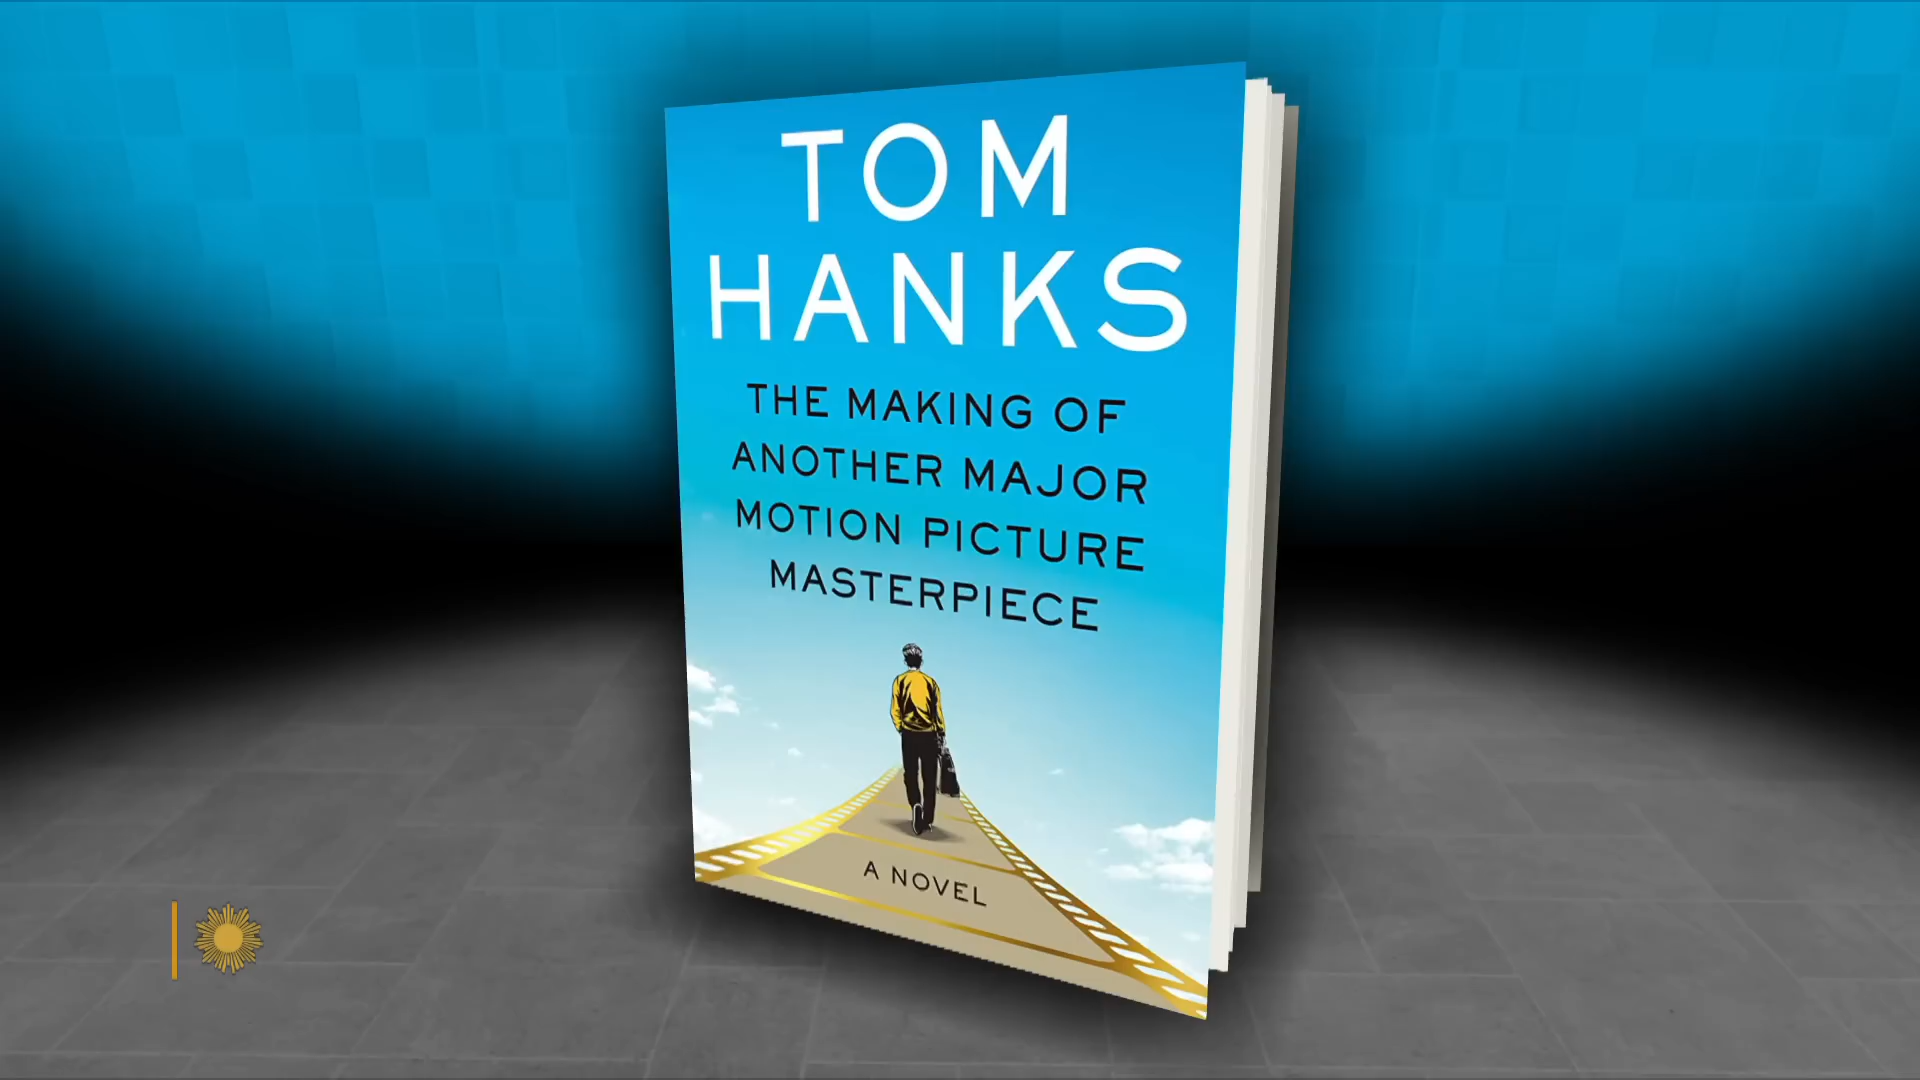 TOM
HANKS
THE MAKING OF
ANOTHER MAJOR
MOTION PICTURE
MASTERPIECE
A NOVEL